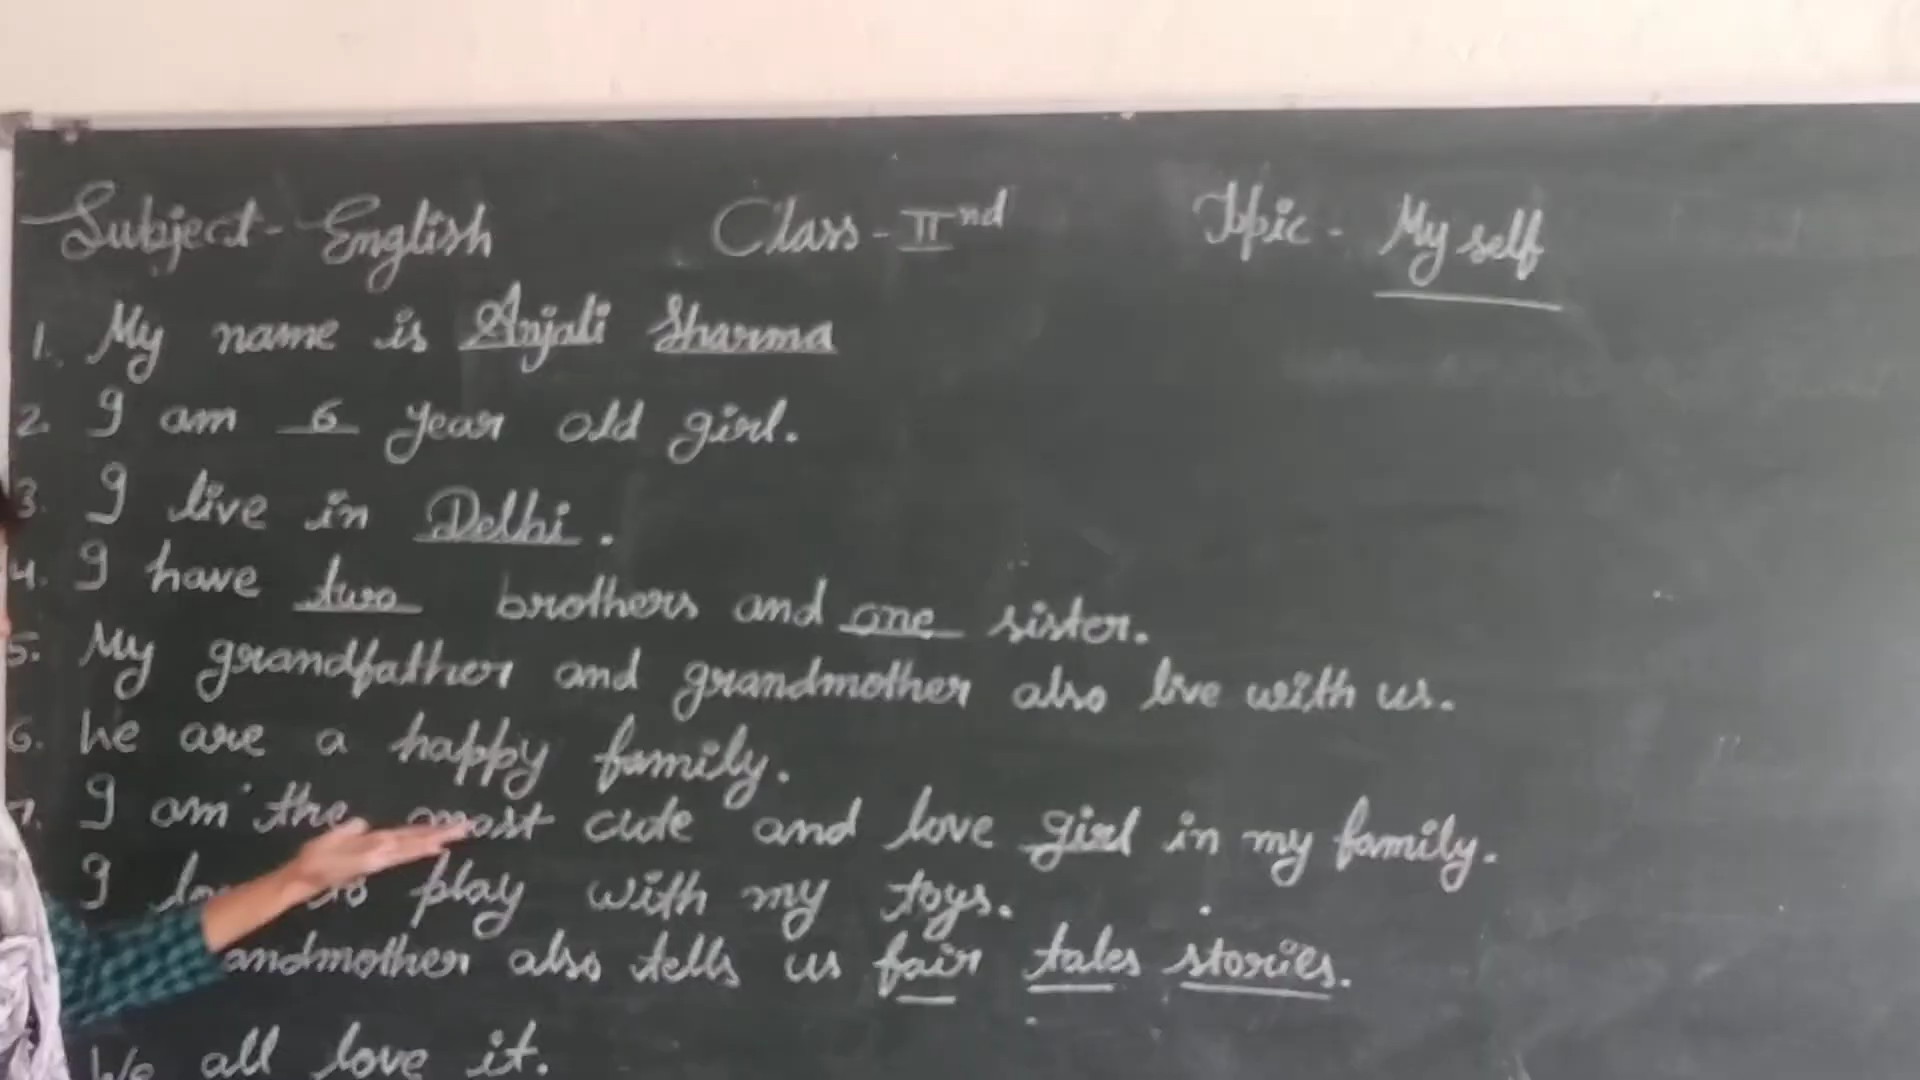 Subject - English Class - IInd Topic - My self
1. My name is Anjali Sharma
2. I am 6 year old girl.
3. I live in Delhi.
4. I have two brothers and one sister.
5. My grandfather and grandmother also live with us.
6. We are a happy family.
7. I am the most cute and love girl in my family.
I play with my toys.
andmother also tells us fair tales stories.
We all love it.